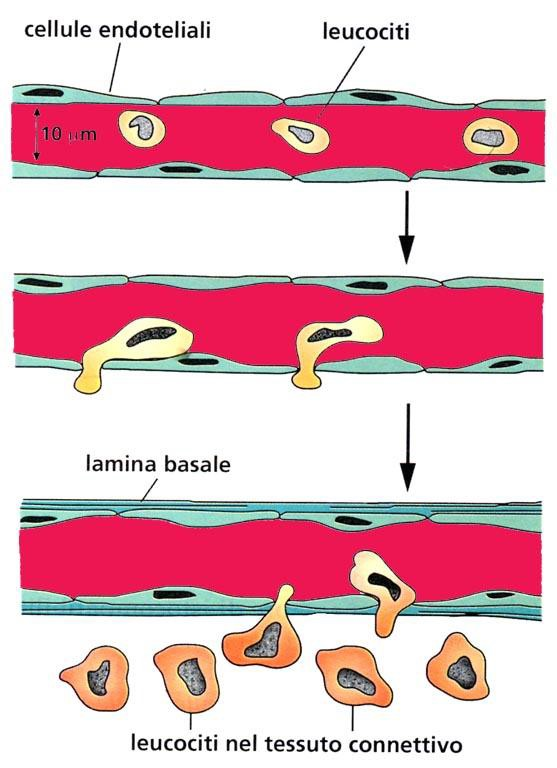 cellule endoteliali
leucociti
10 µm
lamina basale
leucociti nel tessuto connettivo